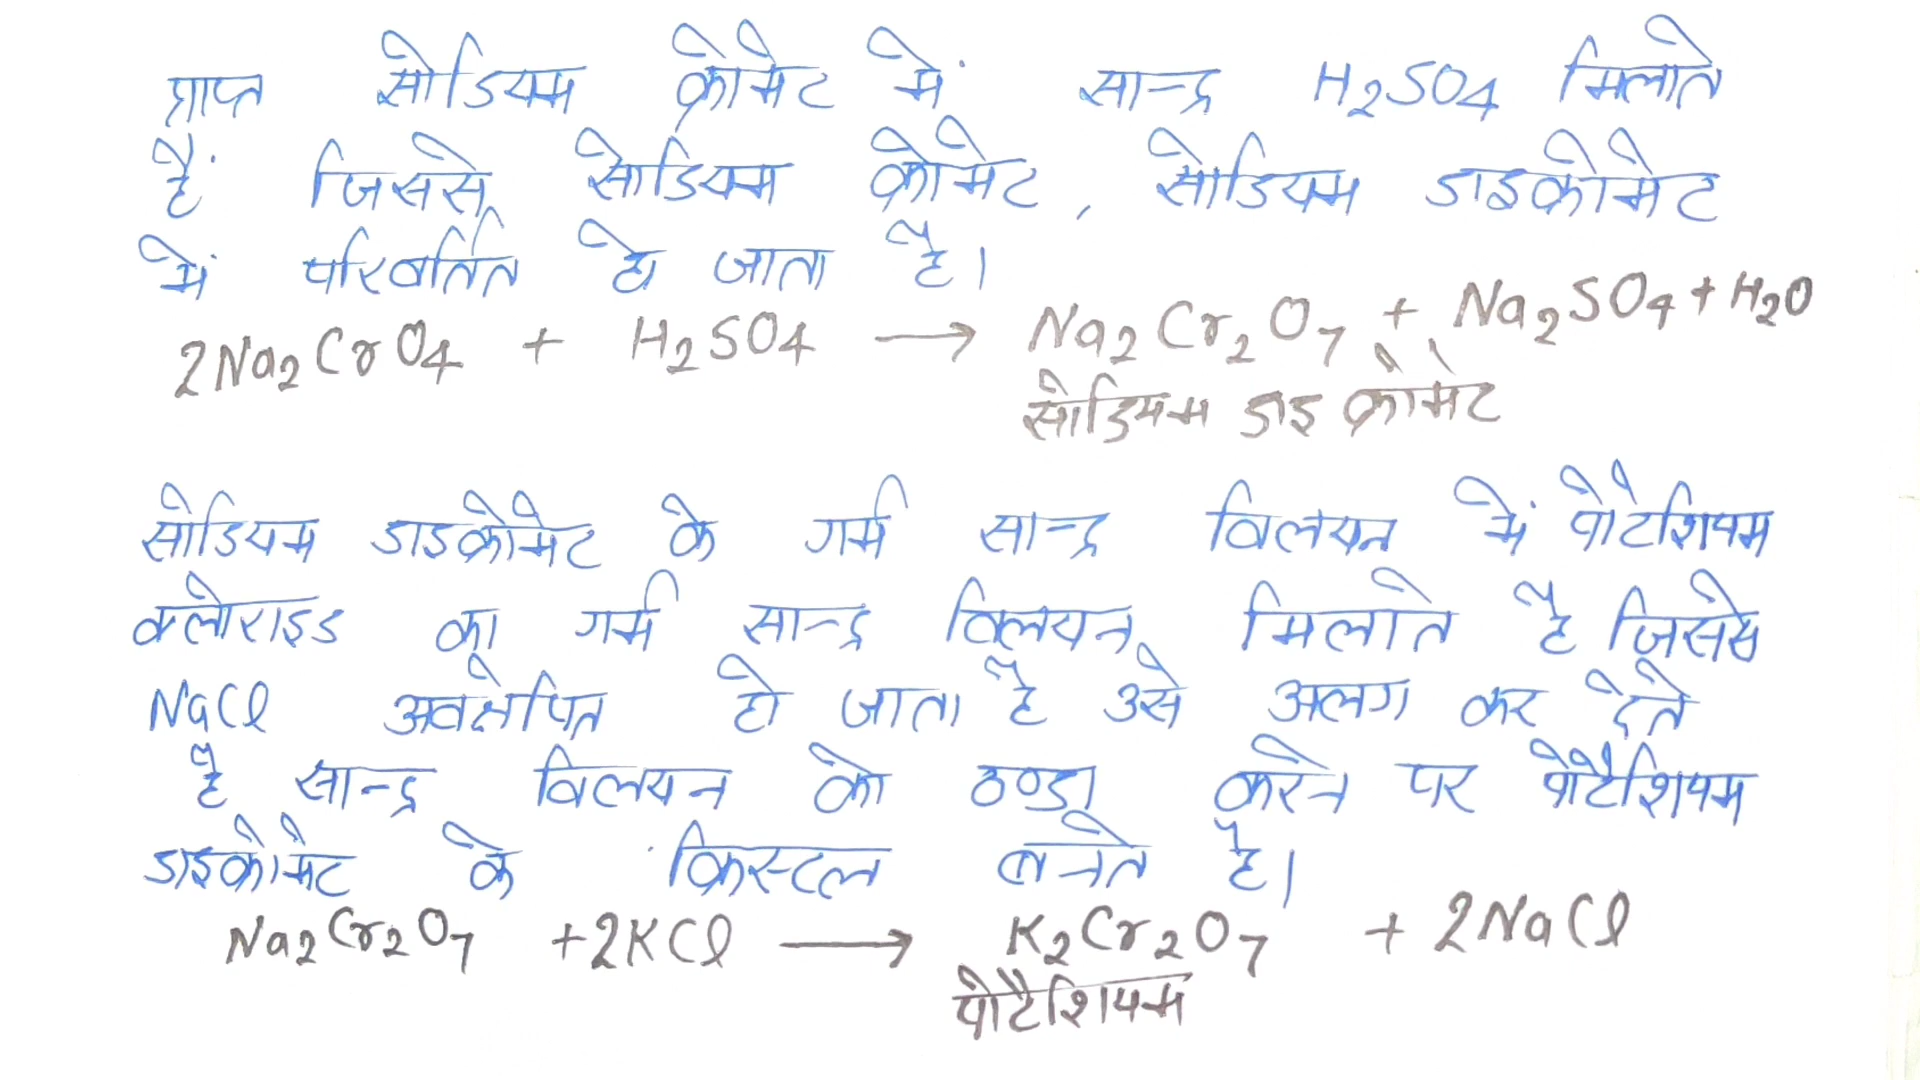 प्राप्त सोडियम क्रोमेट में सान्द्र H2SO4 मिलाते
हैं जिससे सोडियम क्रोमेट, सोडियम डाइक्रोमेट
में परिवर्तित हो जाता है।
2Na2CrO4 + H2SO4 → Na2Cr2O7 + Na2SO4 + H2O
सोडियम डाइ क्रोमेट
सोडियम डाइक्रोमेट के गर्म सान्द्र विलयन में पोटेशियम
क्लोराइड का गर्म सान्द्र विलयन मिलाते है जिससे
NaCl अवक्षेपित हो जाता है उसे अलग कर देते
है सान्द्र विलयन को ठण्डा करने पर पोटैशियम
डाइक्रोमेट के क्रिस्टल बनते है।
Na2Cr2O7 +2KCl → K2Cr2O7 + 2NaCl
पोटैशियम